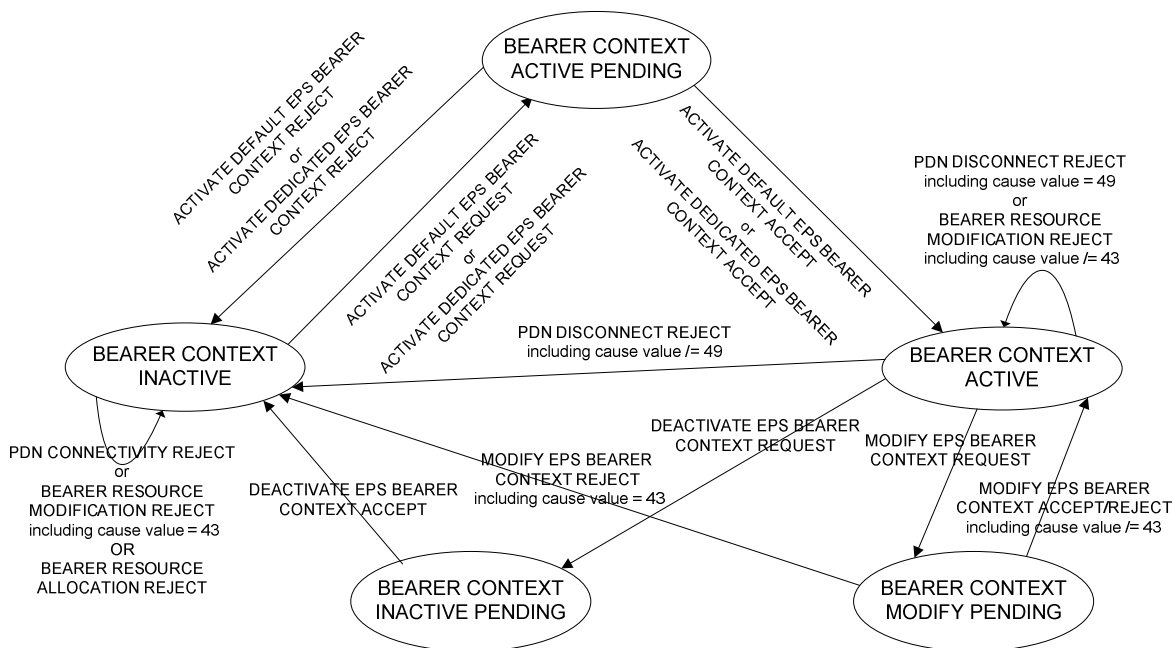 BEARER CONTEXT
ACTIVE PENDING
ACTIVATE DEFAULT EPS BEARER
CONTEXT REJECT
or
ACTIVATE DEDICATED EPS BEARER
CONTEXT REJECT
ACTIVATE DEFAULT EPS BEARER
CONTEXT REQUEST
or
ACTIVATE DEDICATED EPS BEARER
CONTEXT REQUEST
ACTIVATE DEFAULT EPS BEARER
CONTEXT ACCEPT
or
ACTIVATE DEDICATED EPS BEARER
CONTEXT ACCEPT
PDN DISCONNECT REJECT
including cause value = 49
or
BEARER RESOURCE
MODIFICATION REJECT
including cause value /= 43
BEARER CONTEXT
INACTIVE
PDN DISCONNECT REJECT
including cause value /= 49
BEARER CONTEXT
ACTIVE
PDN CONNECTIVITY REJECT
or
BEARER RESOURCE
MODIFICATION REJECT
including cause value = 43
OR
BEARER RESOURCE
ALLOCATION REJECT
DEACTIVATE EPS BEARER
CONTEXT ACCEPT
MODIFY EPS BEARER
CONTEXT REJECT
including cause value = 43
DEACTIVATE EPS BEARER
CONTEXT REQUEST
MODIFY EPS BEARER
CONTEXT REQUEST
MODIFY EPS BEARER
CONTEXT ACCEPT/REJECT
including cause value /= 43
BEARER CONTEXT
INACTIVE PENDING
BEARER CONTEXT
MODIFY PENDING